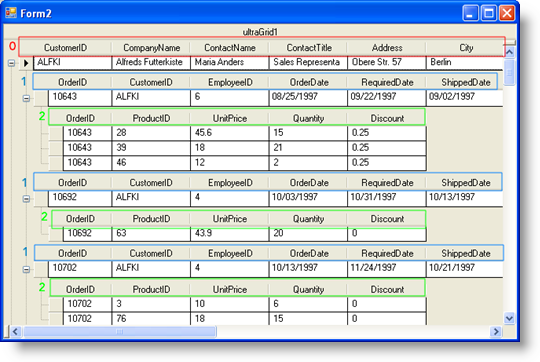 Form2
ultraGrid1
0 CustomerID CompanyName ContactName ContactTitle Address City
ALFKI Alfreds Futterkiste Maria Anders Sales Representa Obere Str. 57 Berlin
1 OrderID CustomerID EmployeeID OrderDate RequiredDate ShippedDate
10643 ALFKI 6 08/25/1997 09/22/1997 09/02/1997
2 OrderID ProductID UnitPrice Quantity Discount
10643 28 45.6 15 0.25
10643 39 18 21 0.25
10643 46 12 2 0.25
1 OrderID CustomerID EmployeeID OrderDate RequiredDate ShippedDate
10692 ALFKI 4 10/03/1997 10/31/1997 10/13/1997
2 OrderID ProductID UnitPrice Quantity Discount
10692 63 43.9 20 0
1 OrderID CustomerID EmployeeID OrderDate RequiredDate ShippedDate
10702 ALFKI 4 10/13/1997 11/24/1997 10/21/1997
2 OrderID ProductID UnitPrice Quantity Discount
10702 3 10 6 0
10702 76 18 15 0